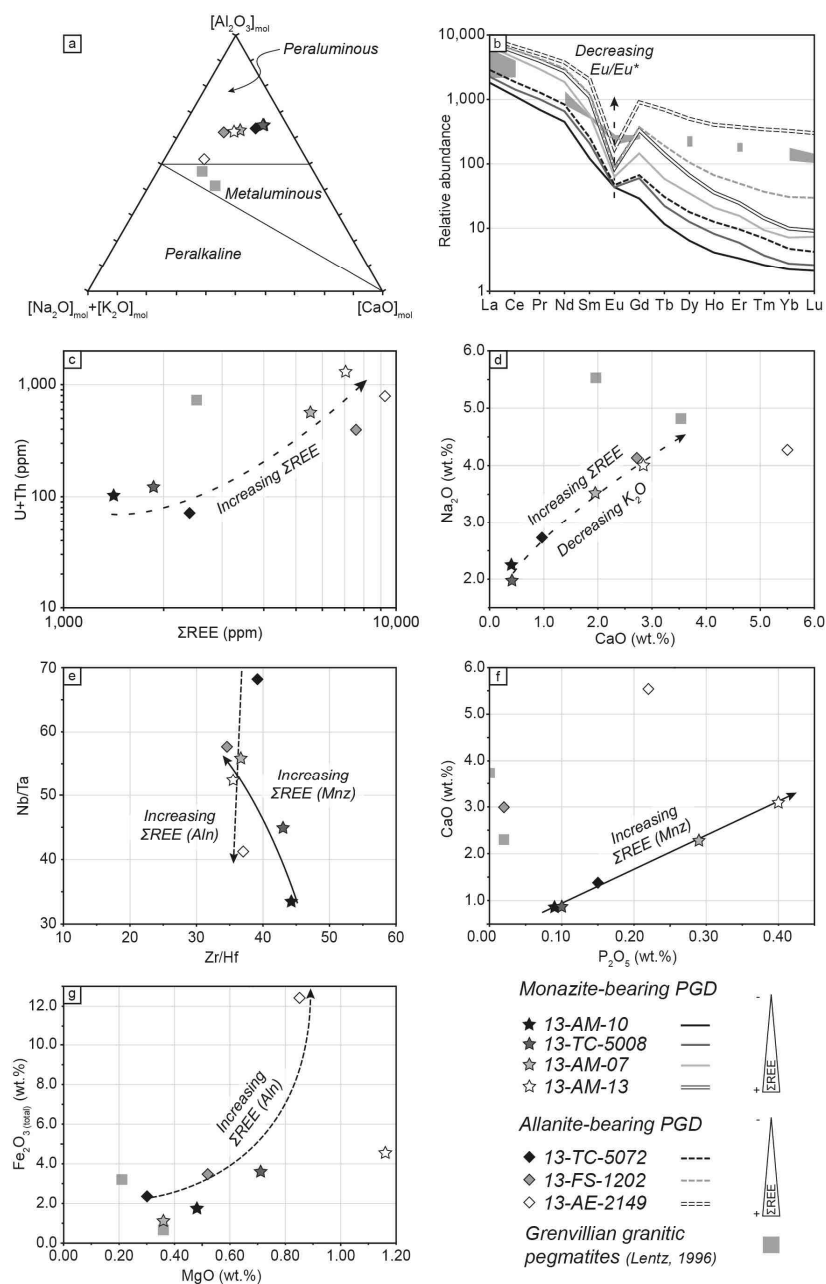 a
[Al₂O₃]mol
Peraluminous
Metaluminous
Peralkaline
[Na₂O]mol+[K₂O]mol
[CaO]mol
b
Decreasing
Eu/Eu*
Relative abundance
10,000
1,000
100
10
1
La Ce Pr Nd Sm Eu Gd Tb Dy Ho Er Tm Yb Lu
c
U+Th (ppm)
1,000
100
10
Increasing ΣREE
1,000
10,000
ΣREE (ppm)
d
Na₂O (wt.%)
6.0
5.0
4.0
3.0
2.0
Increasing ΣREE
Decreasing K₂O
0.0 1.0 2.0 3.0 4.0 5.0 6.0
CaO (wt.%)
e
Nb/Ta
70
60
50
40
30
Increasing
ΣREE (Mnz)
Increasing
ΣREE (Aln)
10 20 30 40 50 60
Zr/Hf
f
CaO (wt.%)
6.0
5.0
4.0
3.0
2.0
1.0
Increasing
ΣREE (Mnz)
0.00 0.10 0.20 0.30 0.40
P₂O₅ (wt.%)
g
Fe₂O₃ (total) (wt.%)
12.0
10.0
8.0
6.0
4.0
2.0
0.0
Increasing
ΣREE (Aln)
0.00 0.20 0.40 0.60 0.80 1.00 1.20
MgO (wt.%)
Monazite-bearing PGD
13-AM-10
13-TC-5008
13-AM-07
13-AM-13
-
ΣREE
+
Allanite-bearing PGD
13-TC-5072
13-FS-1202
13-AE-2149
-
ΣREE
+
Grenvillian granitic
pegmatites (Lentz, 1996)